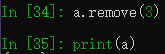 In [34]: a.remove(3)
In [35]: print(a)